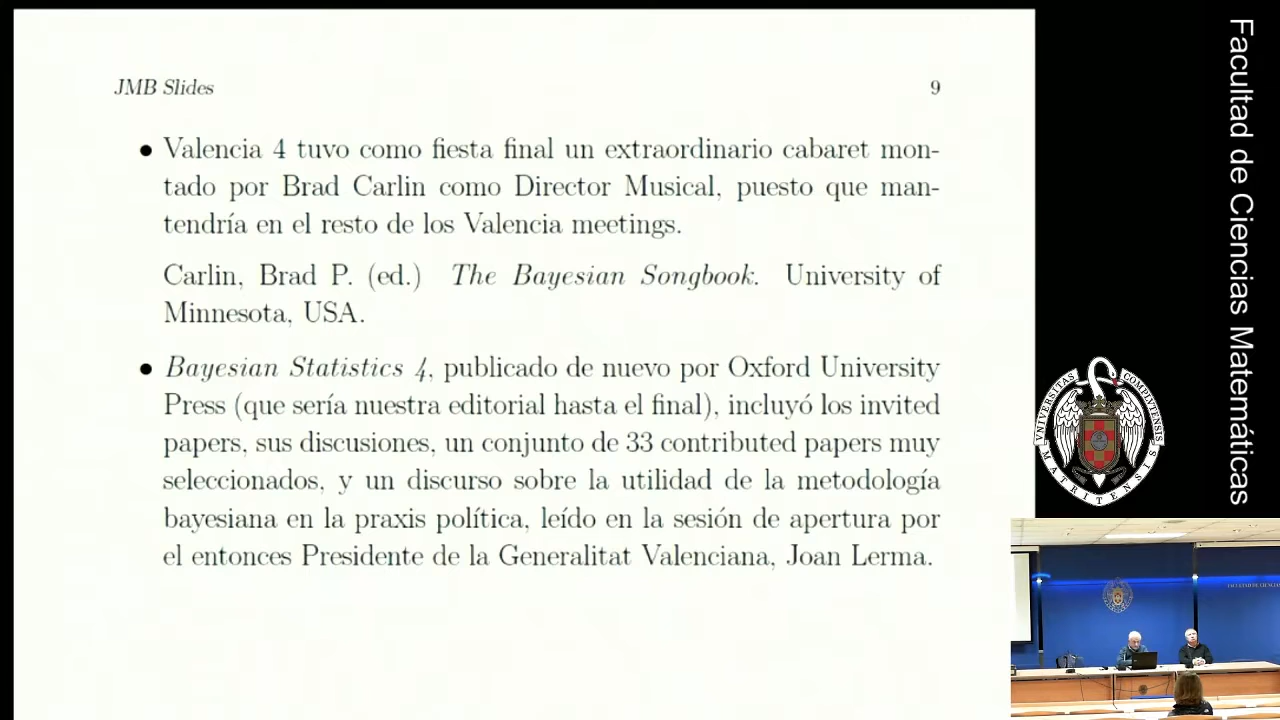 JMB Slides 9
• Valencia 4 tuvo como fiesta final un extraordinario cabaret mon-
tado por Brad Carlin como Director Musical, puesto que man-
tendría en el resto de los Valencia meetings.
Carlin, Brad P. (ed.) The Bayesian Songbook. University of
Minnesota, USA.
• Bayesian Statistics 4, publicado de nuevo por Oxford University
Press (que sería nuestra editorial hasta el final), incluyó los invited
papers, sus discusiones, un conjunto de 33 contributed papers muy
seleccionados, y un discurso sobre la utilidad de la metodología
bayesiana en la praxis política, leído en la sesión de apertura por
el entonces Presidente de la Generalitat Valenciana, Joan Lerma.
Facultad de Ciencias Matemáticas
UNIVERSITAS COMPLUTENSIS
MATRITENSIS